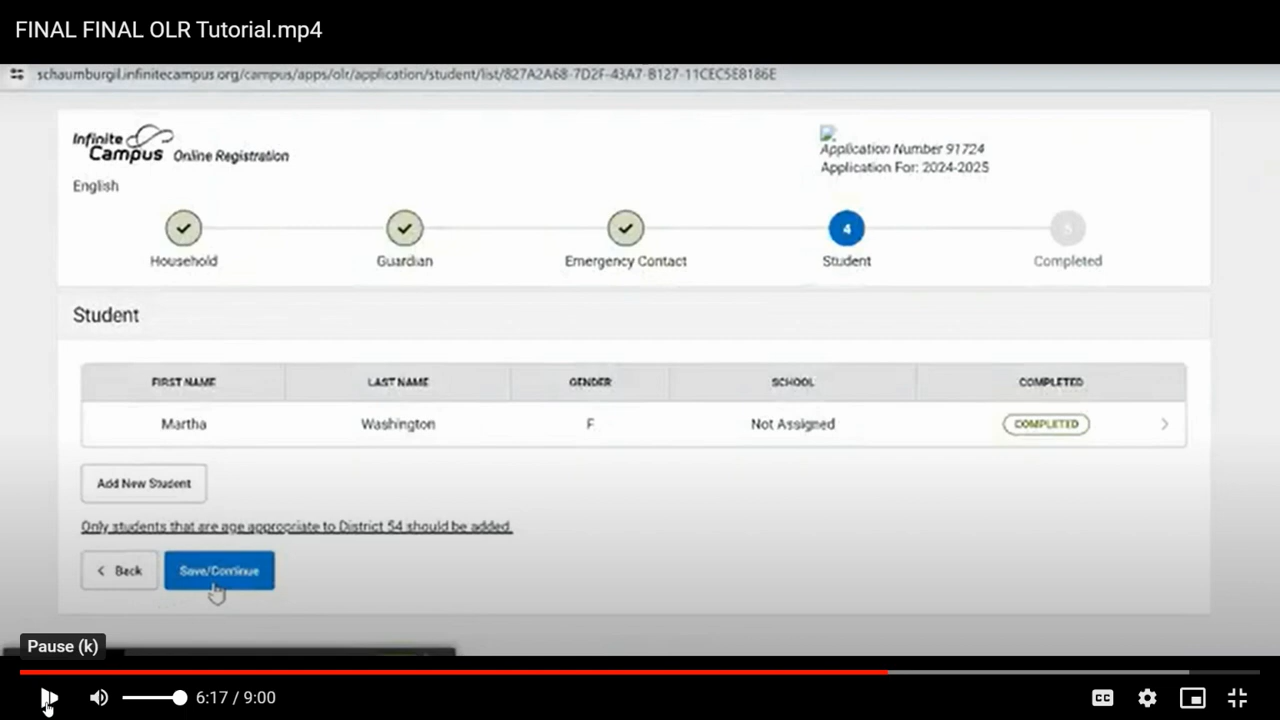 FINAL FINAL OLR Tutorial.mp4
schaumburgil.infinitecampus.org/campus/apps/olr/application/student/list/827A2A68-7D2F-43A7-B127-11CEC5E8186E
Infinite Campus Online Registration
Application Number 91724
Application For: 2024-2025
English
4
5
Household
Guardian
Emergency Contact
Student
Completed
Student
FIRST NAME LAST NAME GENDER SCHOOL COMPLETED
Martha Washington F Not Assigned COMPLETED
Add New Student
Only students that are age appropriate to District 54 should be added.
Back
Save/Continue
Pause (k)
6:17 / 9:00
CC